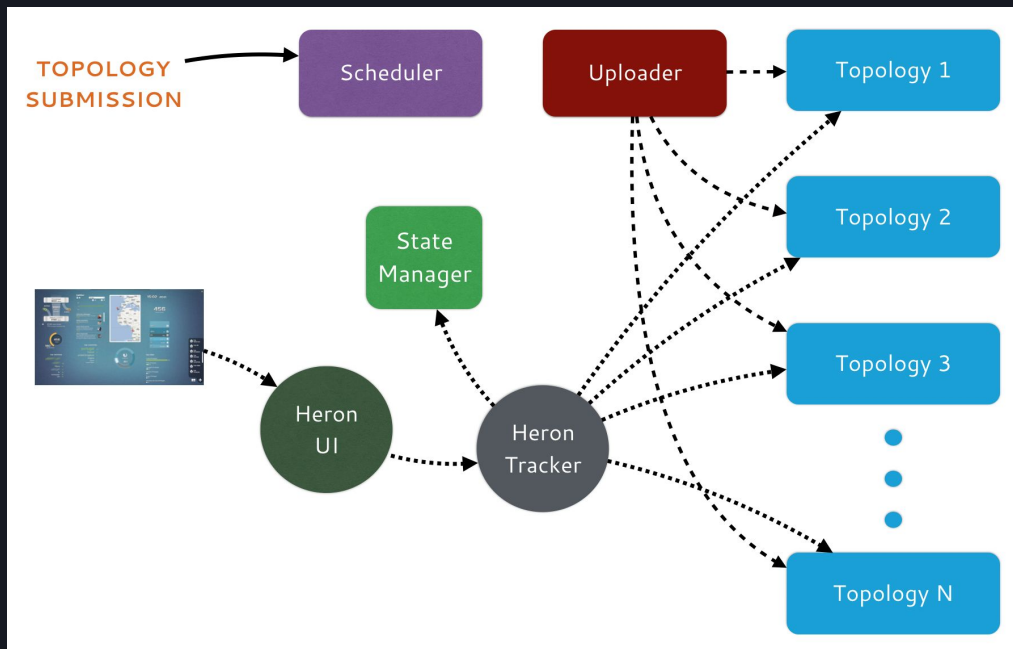 TOPOLOGY
SUBMISSION
Scheduler
Uploader
Topology 1
Topology 2
State
Manager
Topology 3
Heron
UI
Heron
Tracker
Topology N